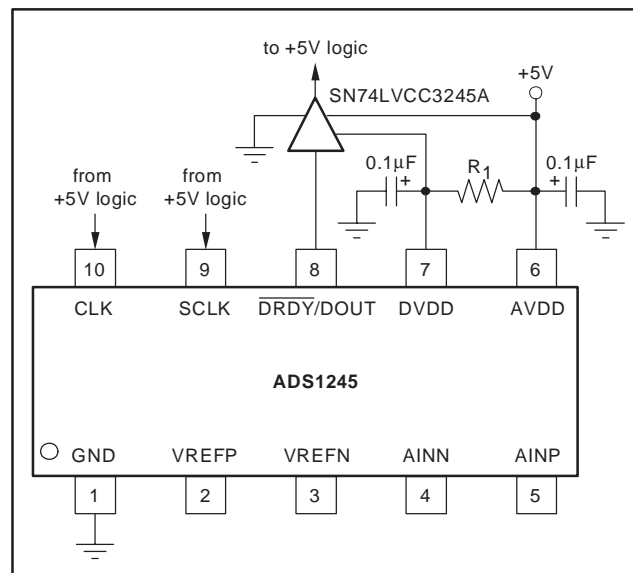 to +5V logic
SN74LVCC3245A
+5V
from
+5V logic
from
+5V logic
0.1μF
+
R1
0.1μF
+
10
9
8
7
6
CLK
SCLK
DRDY/DOUT
DVDD
AVDD
ADS1245
GND
VREFP
VREFN
AINN
AINP
1
2
3
4
5